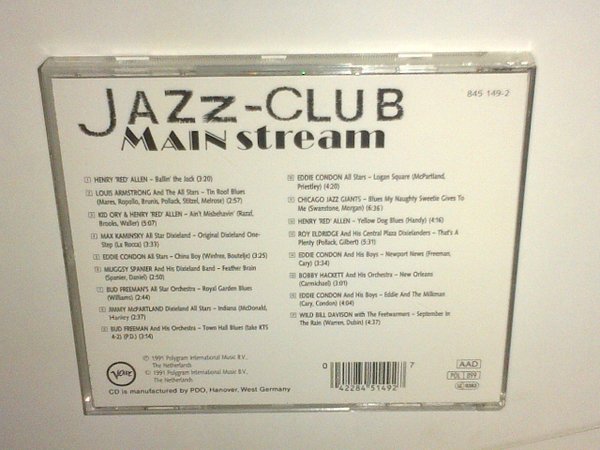 JAZZ-CLUB
MAINstream
845 149-2
1 HENRY 'RED' ALLEN – Ballin' the Jack (3:20)
2 LOUIS ARMSTRONG And The All Stars – Tin Roof Blues
(Mares, Ropollo, Brunis, Pollack, Stitzel, Melrose) (2:57)
3 KID ORY & HENRY 'RED' ALLEN – Ain't Misbehavin' (Razaf,
Brooks, Waller) (5:07)
4 MAX KAMINSKY All Star Dixieland – Original Dixieland One-
Step (La Rocca) (3:33)
5 EDDIE CONDON All Stars – China Boy (Winfree, Boutelje) (3:25)
6 MUGGSY SPANIER And His Dixieland Band – Feather Brain
(Spanier, Daniel) (2:50)
7 BUD FREEMAN'S All-Star Orchestra – Royal Garden Blues
(Williams) (2:44)
8 JIMMY McPARTLAND Dixieland All Stars – Indiana (McDonald,
Hanley) (2:37)
9 BUD FREEMAN And His Orchestra – Town Hall Blues (take KTS
4-2) (P.D.) (3:14)
EDDIE CONDON All Stars – Logan Square (McPartland,
Priestley) (4:20)
CHICAGO JAZZ GIANTS – Blues My Naughty Sweetie Gives To
Me (Swanstone, Morgan) (6:36)
HENRY 'RED' ALLEN – Yellow Dog Blues (Handy) (4:16)
ROY ELDRIDGE And His Central Plaza Dixielanders – That's A
Plenty (Pollack, Gilbert) (5:31)
EDDIE CONDON And His Boys – Newport News (Freeman,
Cary) (3:34)
BOBBY HACKETT And His Orchestra – New Orleans
(Carmichael) (3:01)
EDDIE CONDON And His Boys – Eddie And The Milkman
(Cary, Condon) (4:04)
WILD BILL DAVISON with The Feetwarmers – September In
The Rain (Warren, Dubin) (4:37)
Verve
℗ 1991 Polygram International Music B.V.,
The Netherlands
© 1991 Polygram International Music B.V.,
The Netherlands
CD is manufactured by PDO, Hanover, West Germany
0 42284 51492 7
AAD
POL 899